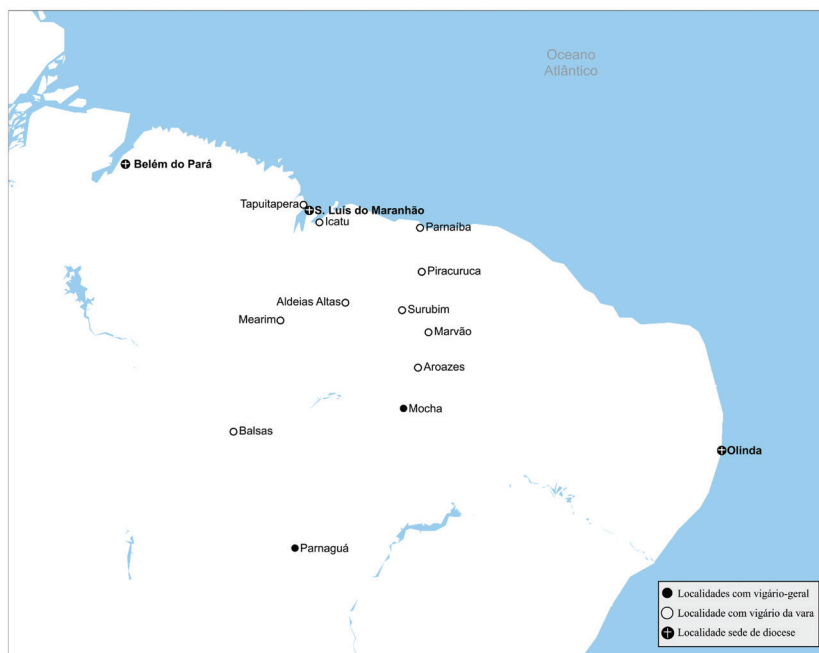 Oceano
Atlântico
Belém do Pará
Tapuitapera
S. Luís do Maranhão
Icatu
Parnaíba
Piracuruca
Aldeias Altas
Surubim
Mearim
Marvão
Aroazes
Mocha
Balsas
Olinda
Parnaguá
Localidades com vigário-geral
Localidade com vigário da vara
Localidade sede de diocese